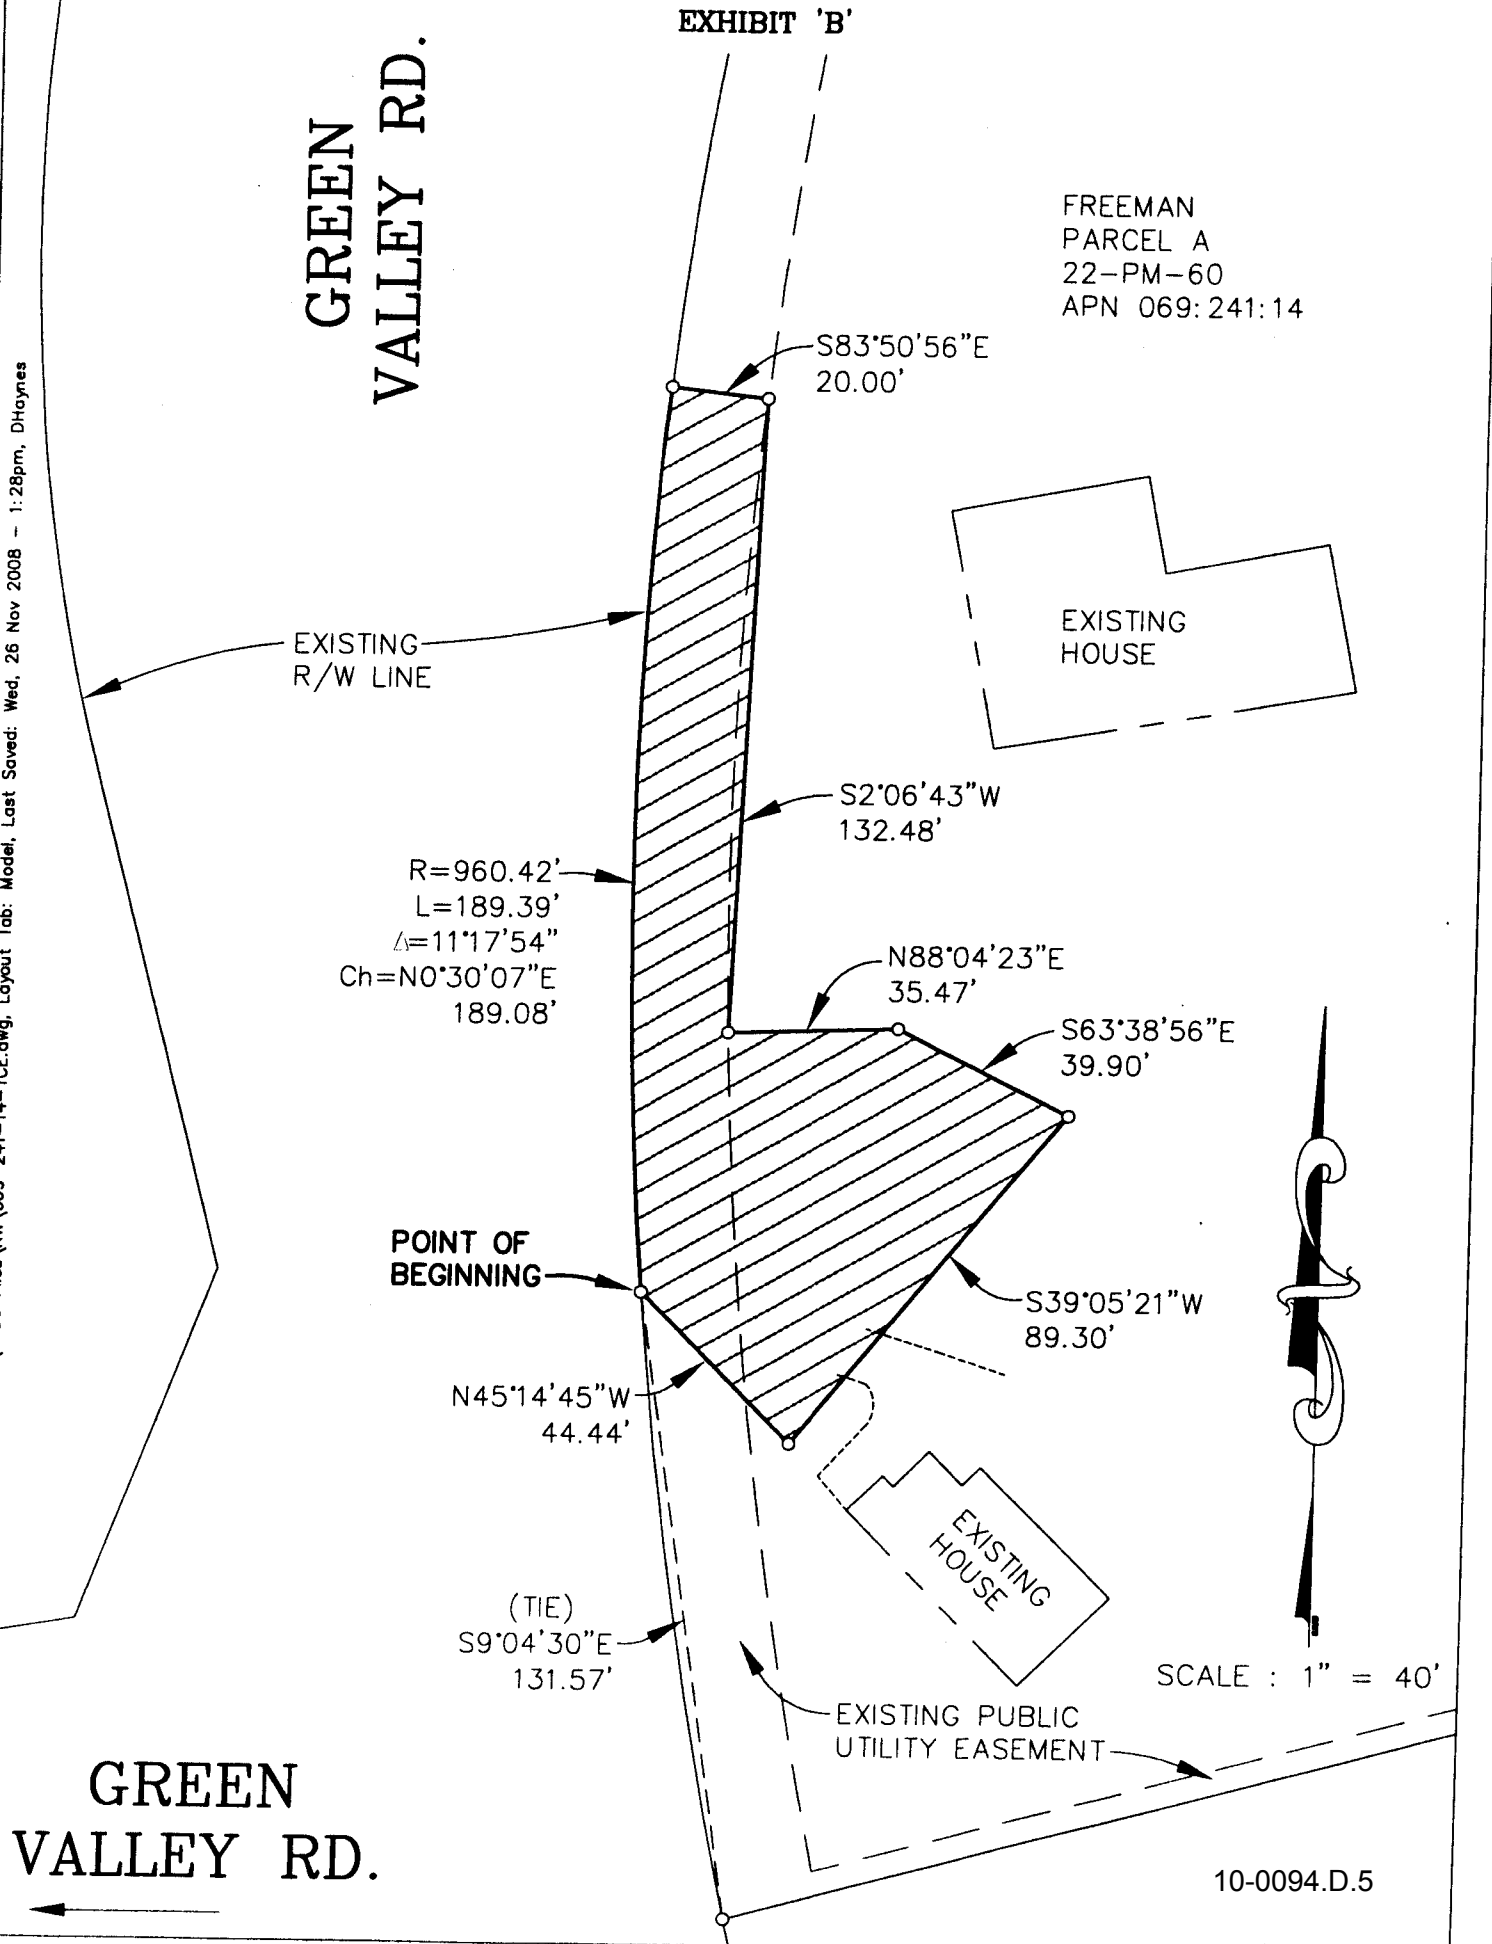 EXHIBIT 'B'
GREEN
VALLEY RD.
FREEMAN
PARCEL A
22-PM-60
APN 069:241:14
S83°50'56"E
20.00'
Layout Tab: Model, Last Saved: Wed, 26 Nov 2008 - 1:28pm, DHaynes
EXISTING
R/W LINE
EXISTING
HOUSE
S2°06'43"W
132.48'
R=960.42'
L=189.39'
Δ=11°17'54"
Ch=N0°30'07"E
189.08'
N88°04'23"E
35.47'
S63°38'56"E
39.90'
POINT OF
BEGINNING
S39°05'21"W
89.30'
N45°14'45"W
44.44'
EXISTING
HOUSE
(TIE)
S9°04'30"E
131.57'
SCALE : 1" = 40'
EXISTING PUBLIC
UTILITY EASEMENT
GREEN
VALLEY RD.
10-0094.D.5